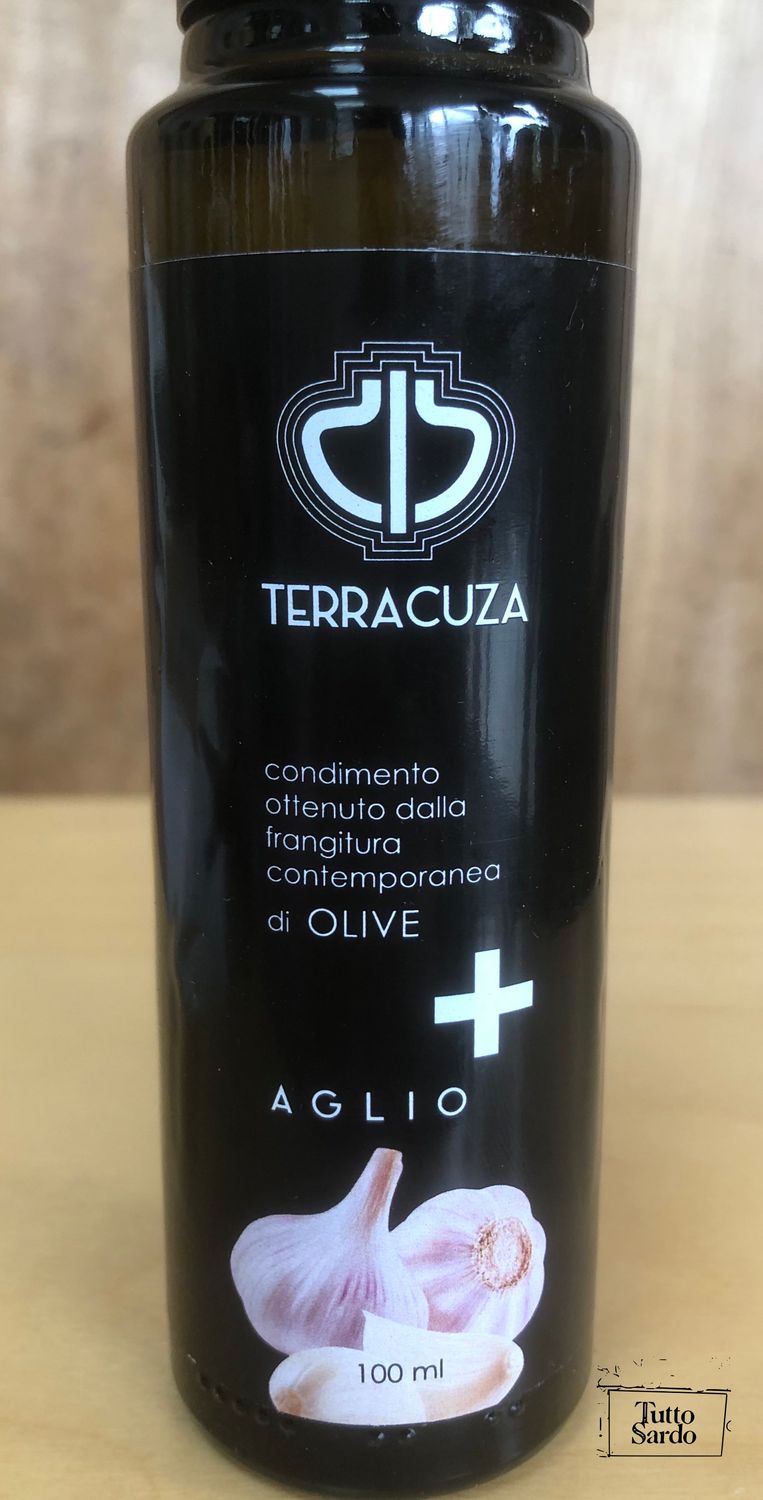 TERRACUZA
condimento
ottenuto dalla
frangitura
contemporanea
di OLIVE
+
AGLIO
100 ml
Tutto
Sardo